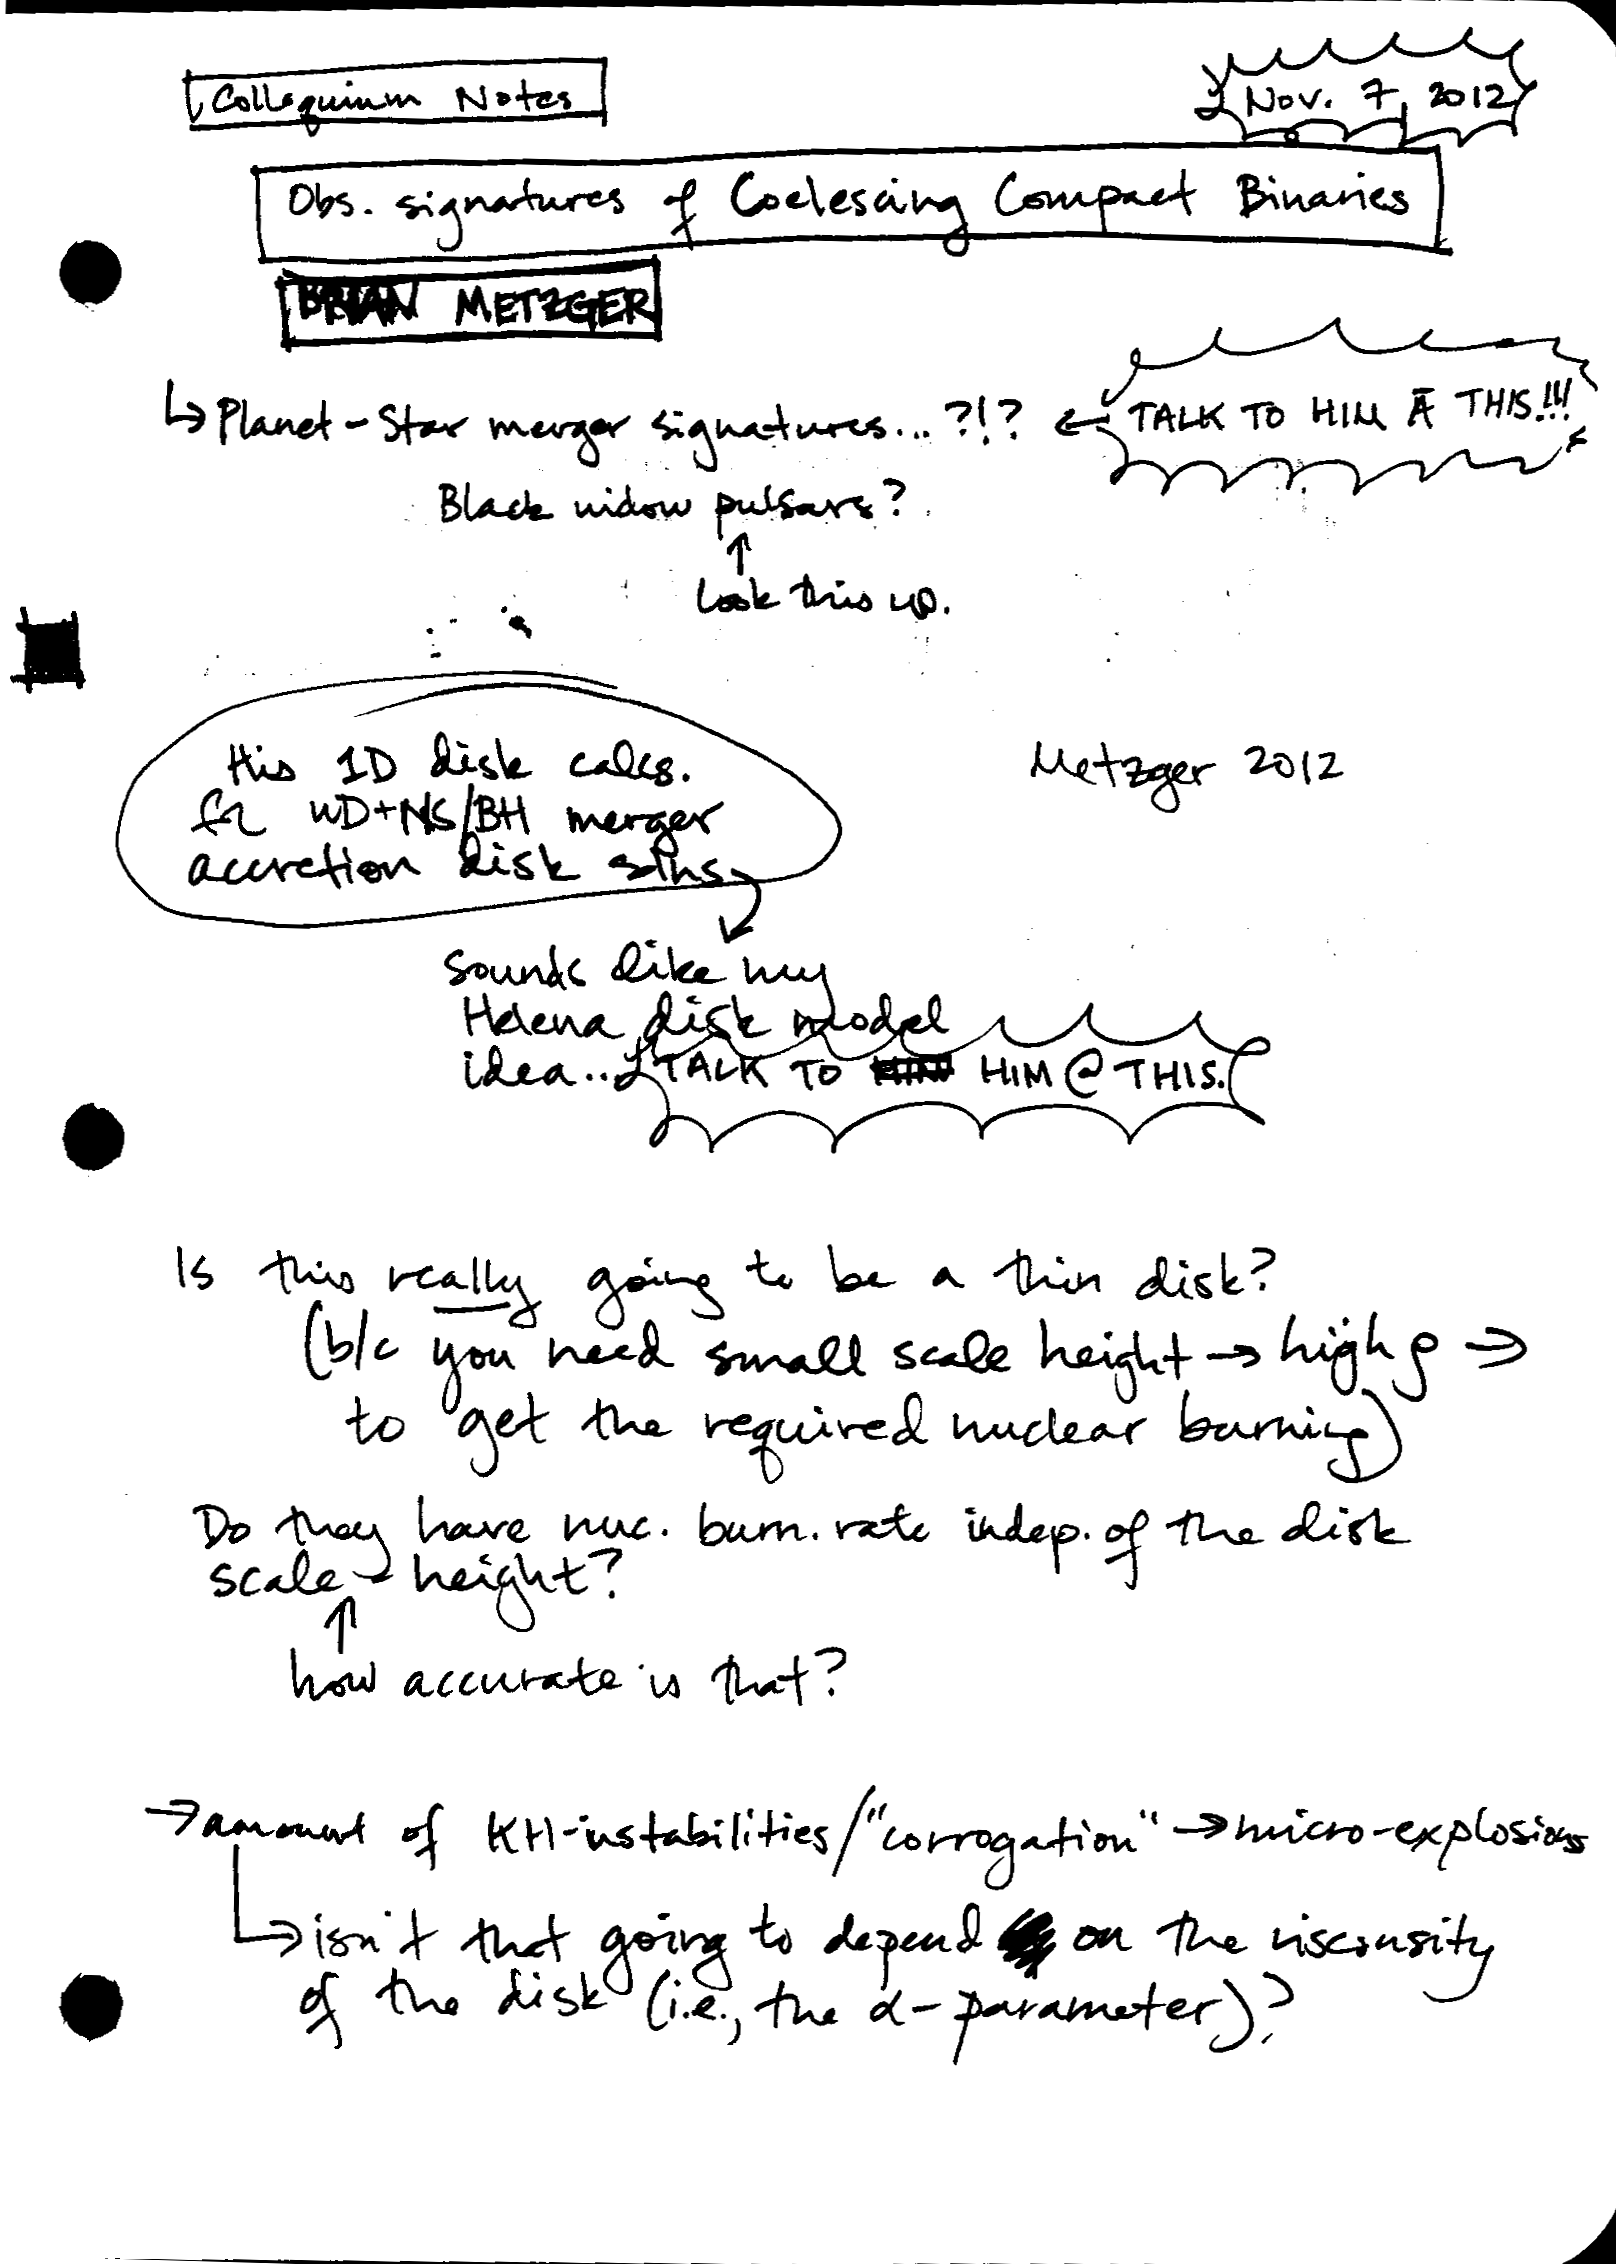 Colloquium Notes
Nov. 7, 2012
Obs. signatures of Coelescing Compact Binaries
BRIAN METZGER
↳ Planet-Star merger signatures...?!? ← TALK TO HIM Ā THIS!!!
Black widow pulsars?
↑
Look this up.
His 1D disk calcs.
for WD+NS/BH merger
accretion disk sims
Metzger 2012
sounds like my
Helena disk model
idea... TALK TO HIM @ THIS.
Is this really going to be a thin disk?
(b/c you need small scale height → high ρ →
to get the required nuclear burning)
Do they have nuc. burn. rate indep. of the disk
scale-height?
↑
how accurate is that?
→ amount of KH-instabilities/"corrogation" → micro-explosions
↳ isn't that going to depend on the viscousity
of the disk (i.e., the α-parameter)?